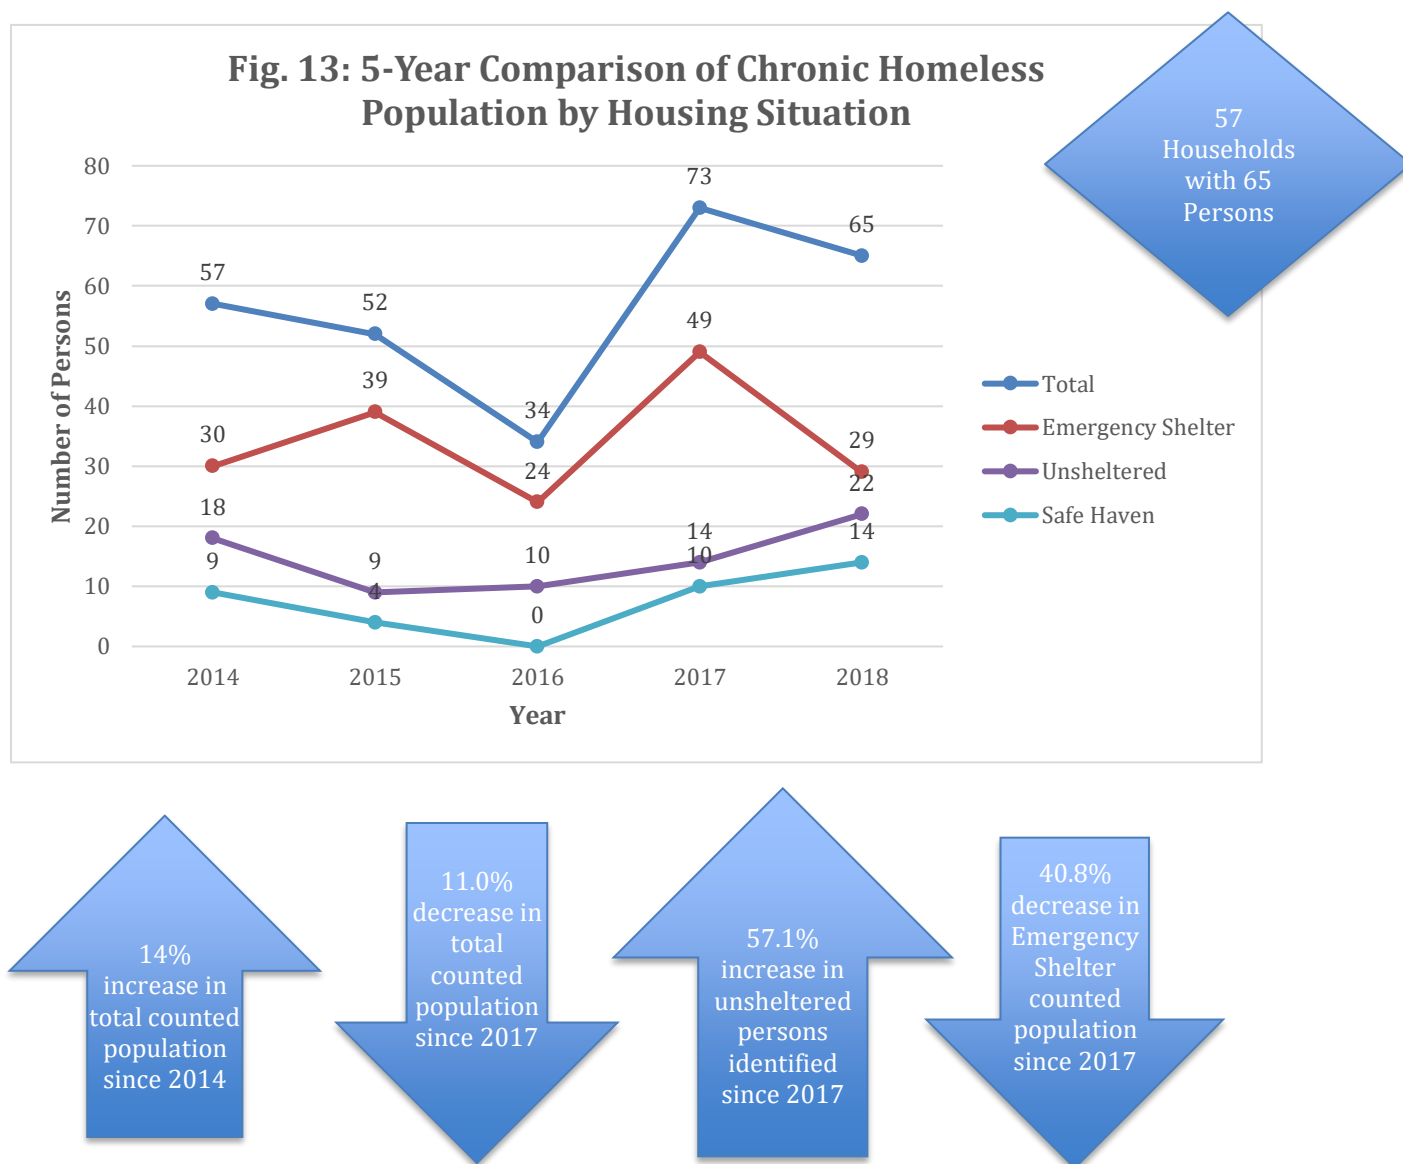 Fig. 13: 5-Year Comparison of Chronic Homeless
Population by Housing Situation
57
Households
with 65
Persons
Number of Persons
80
70
60
50
40
30
20
10
0
57
52
34
73
65
30
39
24
49
29
18
9
10
14
22
9
4
0
10
14
2014
2015
2016
2017
2018
Year
Total
Emergency Shelter
Unsheltered
Safe Haven
14%
increase in
total counted
population
since 2014
11.0%
decrease in
total
counted
population
since 2017
57.1%
increase in
unsheltered
persons
identified
since 2017
40.8%
decrease in
Emergency
Shelter
counted
population
since 2017